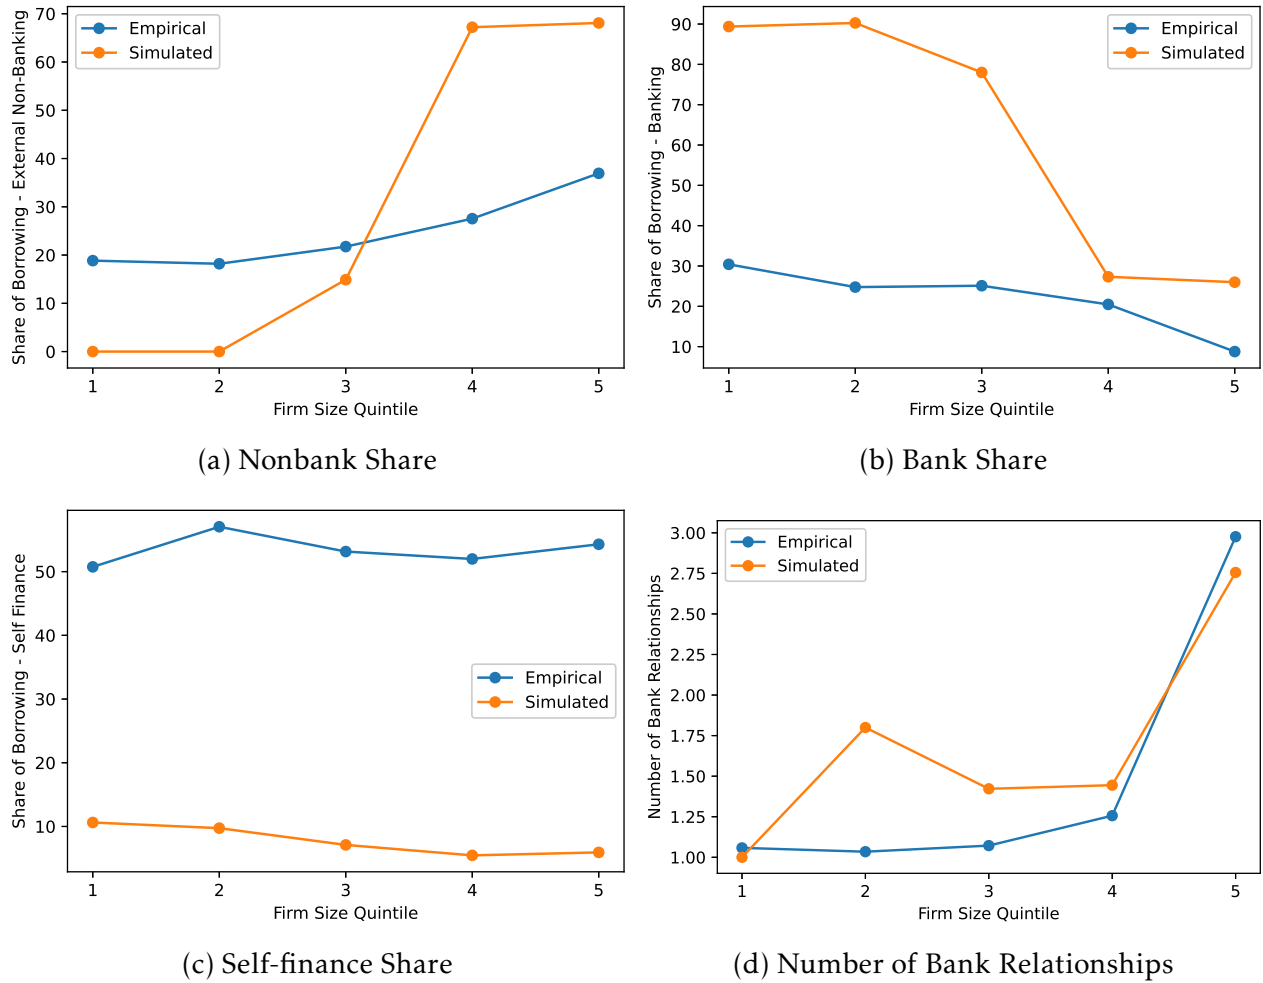 Share of Borrowing - External Non-Banking
70
60
50
40
30
20
10
0
Empirical
Simulated
1 2 3 4 5
Firm Size Quintile
(a) Nonbank Share
Share of Borrowing - Banking
90
80
70
60
50
40
30
20
10
Empirical
Simulated
1 2 3 4 5
Firm Size Quintile
(b) Bank Share
Share of Borrowing - Self Finance
50
40
30
20
10
Empirical
Simulated
1 2 3 4 5
Firm Size Quintile
(c) Self-finance Share
Number of Bank Relationships
3.00
2.75
2.50
2.25
2.00
1.75
1.50
1.25
1.00
Empirical
Simulated
1 2 3 4 5
Firm Size Quintile
(d) Number of Bank Relationships